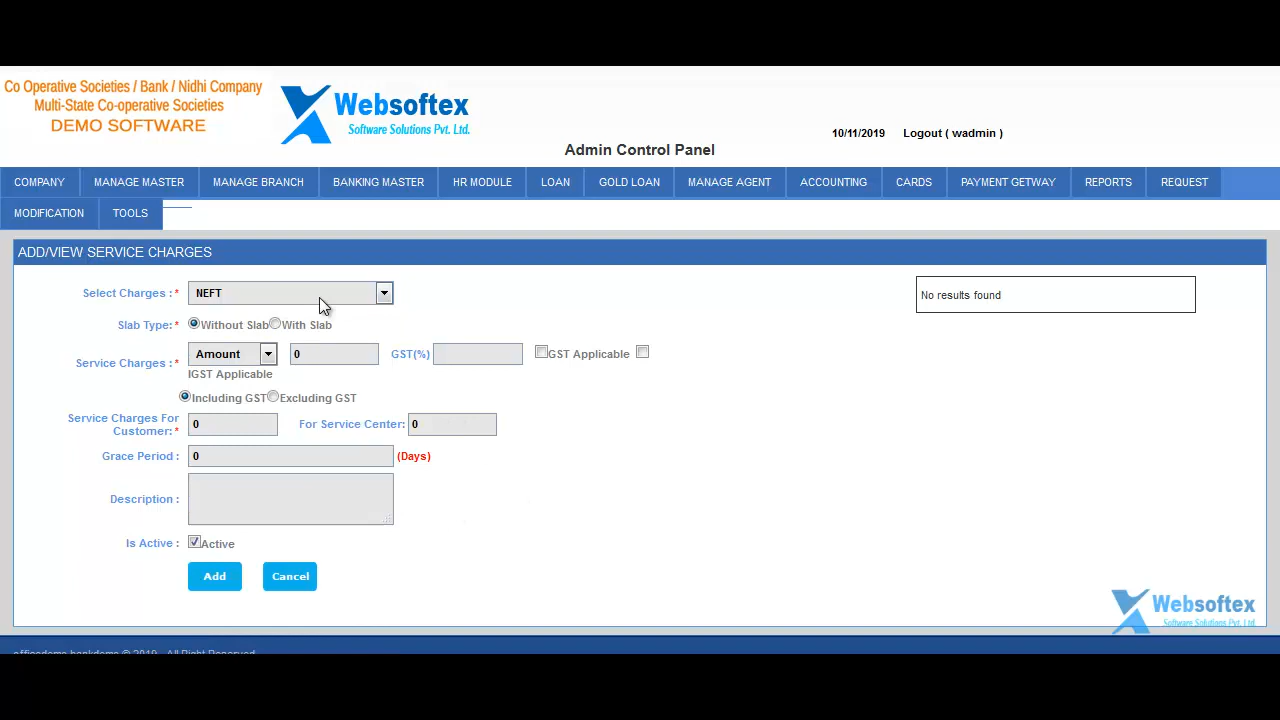 Co Operative Societies / Bank / Nidhi Company
Multi-State Co-operative Societies
DEMO SOFTWARE
Websoftex
Software Solutions Pvt. Ltd.
10/11/2019 Logout ( wadmin )
Admin Control Panel
COMPANY MANAGE MASTER MANAGE BRANCH BANKING MASTER HR MODULE LOAN GOLD LOAN MANAGE AGENT ACCOUNTING CARDS PAYMENT GETWAY REPORTS REQUEST
MODIFICATION TOOLS
ADD/VIEW SERVICE CHARGES
Select Charges : * NEFT
No results found
Slab Type: * Without Slab With Slab
Service Charges : * Amount 0 GST(%) GST Applicable
IGST Applicable
Including GST Excluding GST
Service Charges For
Customer: * 0 For Service Center: 0
Grace Period : 0 (Days)
Description :
Is Active : Active
Add Cancel
Websoftex
Software Solutions Pvt. Ltd.
officedemo.bankdemo © 2019 . All Right Reserved